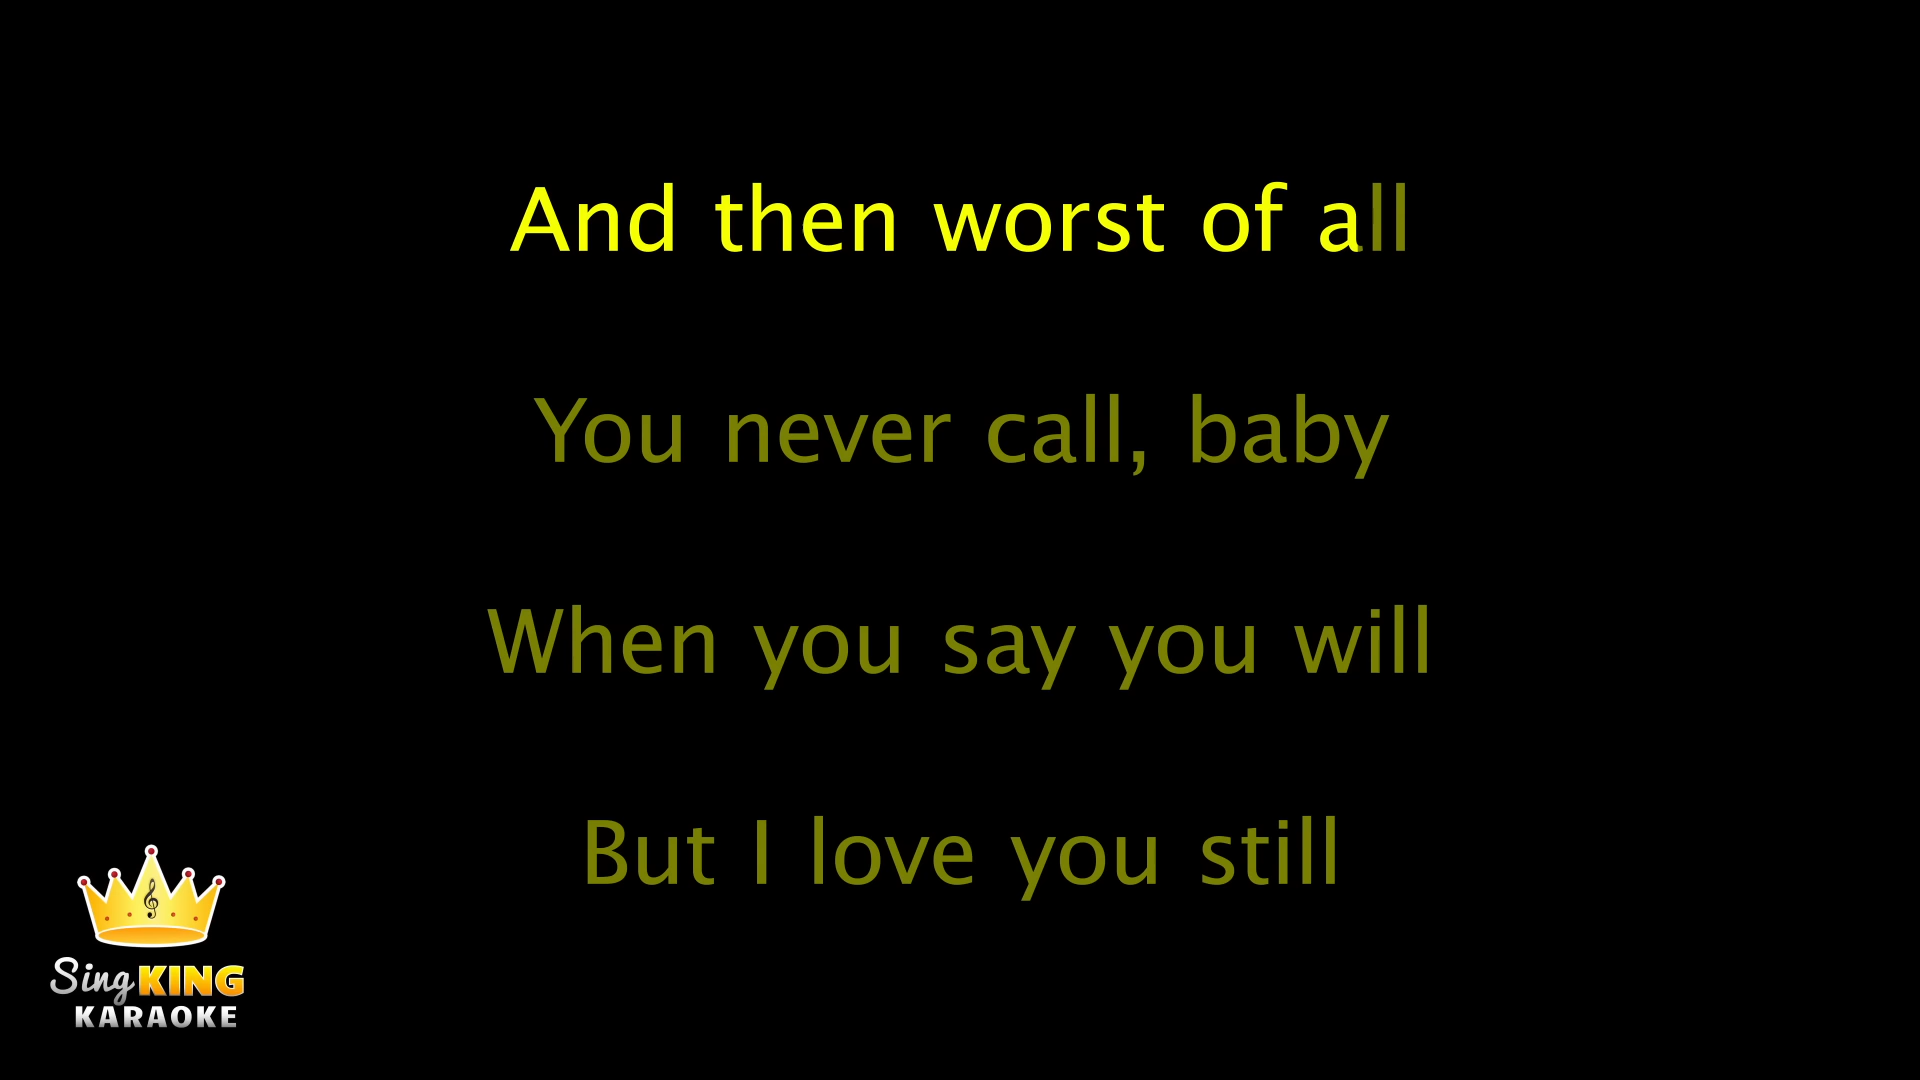 And then worst of all
You never call, baby
When you say you will
But I love you still
Sing KING
KARAOKE